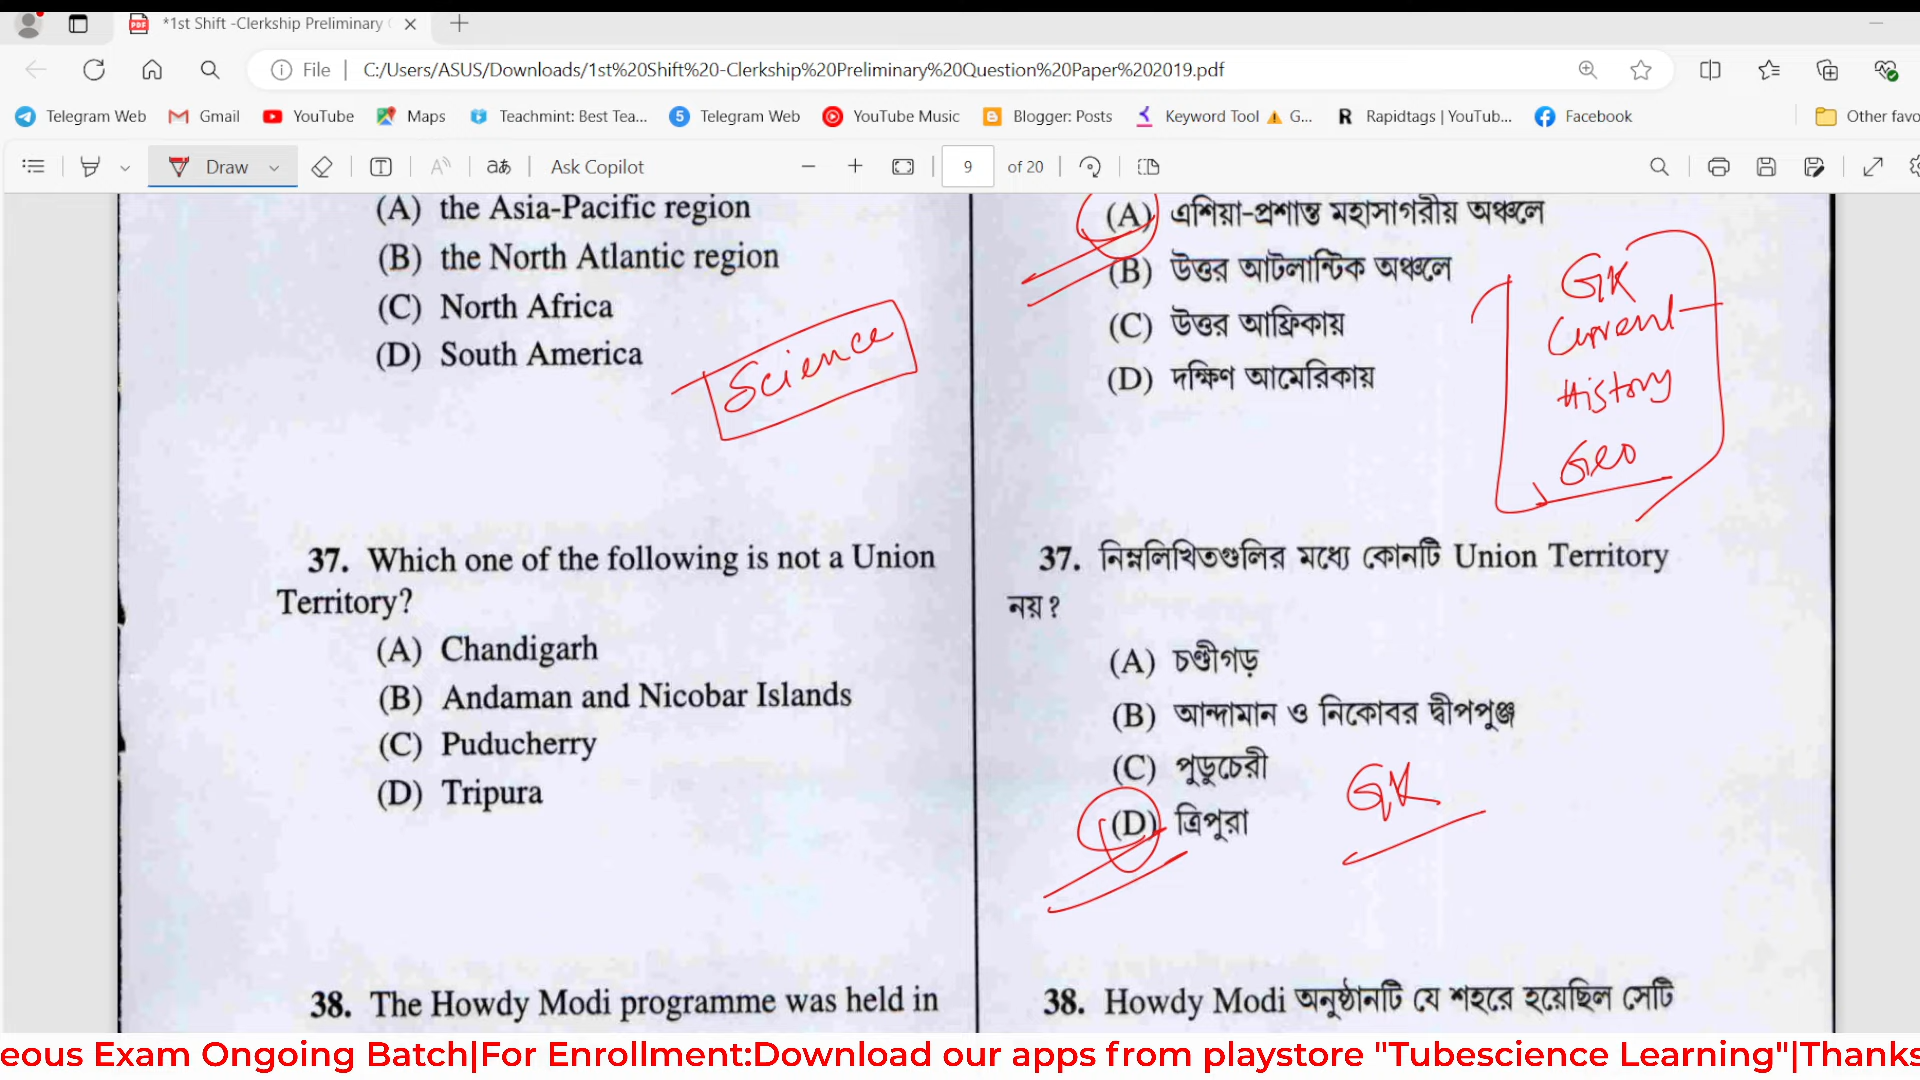 *1st Shift -Clerkship Preliminary
File
C:/Users/ASUS/Downloads/1st%20Shift%20-Clerkship%20Preliminary%20Question%20Paper%202019.pdf
Telegram Web
Gmail
YouTube
Maps
Teachmint: Best Tea...
Telegram Web
YouTube Music
Blogger: Posts
Keyword Tool
G...
Rapidtags | YouTub...
Facebook
Other favo
Draw
Ask Copilot
9 of 20
(A) the Asia-Pacific region
(B) the North Atlantic region
(C) North Africa
(D) South America
Science
37. Which one of the following is not a Union
Territory?
(A) Chandigarh
(B) Andaman and Nicobar Islands
(C) Puducherry
(D) Tripura
38. The Howdy Modi programme was held in
(A) এশিয়া-প্রশান্ত মহাসাগরীয় অঞ্চলে
(B) উত্তর আটলান্টিক অঞ্চলে
(C) উত্তর আফ্রিকায়
(D) দক্ষিণ আমেরিকায়
GK
Current
History
Geo
37. নিম্নলিখিতগুলির মধ্যে কোনটি Union Territory
নয়?
(A) চণ্ডীগড়
(B) আন্দামান ও নিকোবর দ্বীপপুঞ্জ
(C) পুডুচেরী
(D) ত্রিপুরা
GK
38. Howdy Modi অনুষ্ঠানটি যে শহরে হয়েছিল সেটি
eous Exam Ongoing Batch|For Enrollment:Download our apps from playstore "Tubescience Learning"|Thanks